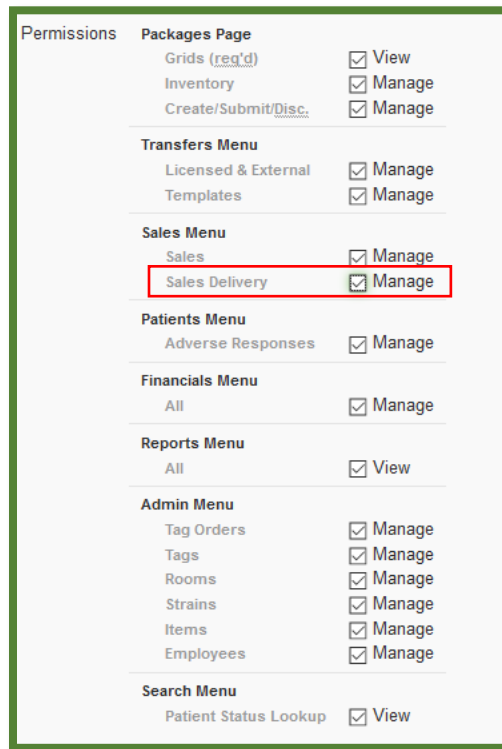 Permissions Packages Page
Grids (req'd) View
Inventory Manage
Create/Submit/Disc. Manage
Transfers Menu
Licensed & External Manage
Templates Manage
Sales Menu
Sales Manage
Sales Delivery Manage
Patients Menu
Adverse Responses Manage
Financials Menu
All Manage
Reports Menu
All View
Admin Menu
Tag Orders Manage
Tags Manage
Rooms Manage
Strains Manage
Items Manage
Employees Manage
Search Menu
Patient Status Lookup View